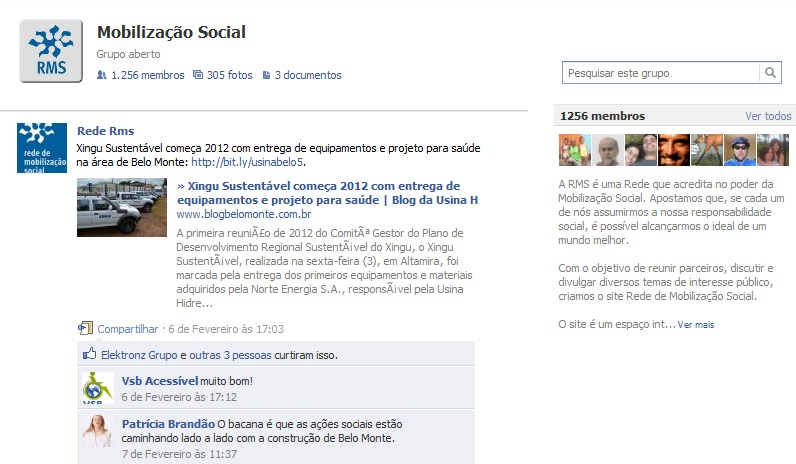 Mobilização Social
Grupo aberto
RMS
1.256 membros 305 fotos 3 documentos
Pesquisar este grupo
1256 membros Ver todos
A RMS é uma Rede que acredita no poder da
Mobilização Social. Apostamos que, se cada um
de nós assumirmos a nossa responsabilidade
social, é possível alcançarmos o ideal de um
mundo melhor.
Com o objetivo de reunir parceiros, discutir e
divulgar diversos temas de interesse público,
criamos o site Rede de Mobilização Social.
O site é um espaço int... Ver mais
rede de
mobilização
social
Rede Rms
Xingu Sustentável começa 2012 com entrega de equipamentos e projeto para saúde
na área de Belo Monte: http://bit.ly/usinabelo5.
» Xingu Sustentável começa 2012 com entrega de
equipamentos e projeto para saúde | Blog da Usina H
www.blogbelomonte.com.br
A primeira reuniÃ£o de 2012 do ComitÃª Gestor do Plano de
Desenvolvimento Regional SustentÃ¡vel do Xingu, o Xingu
SustentÃ¡vel, realizada na sexta-feira (3), em Altamira, foi
marcada pela entrega dos primeiros equipamentos e materiais
adquiridos pela Norte Energia S.A., responsÃ¡vel pela Usina
Hidre...
Compartilhar · 6 de Fevereiro às 17:03
Elektronz Grupo e outras 3 pessoas curtiram isso.
VSB
Vsb Acessível muito bom!
6 de Fevereiro às 17:12
Patrícia Brandão O bacana é que as ações sociais estão
caminhando lado a lado com a construção de Belo Monte.
7 de Fevereiro às 11:37